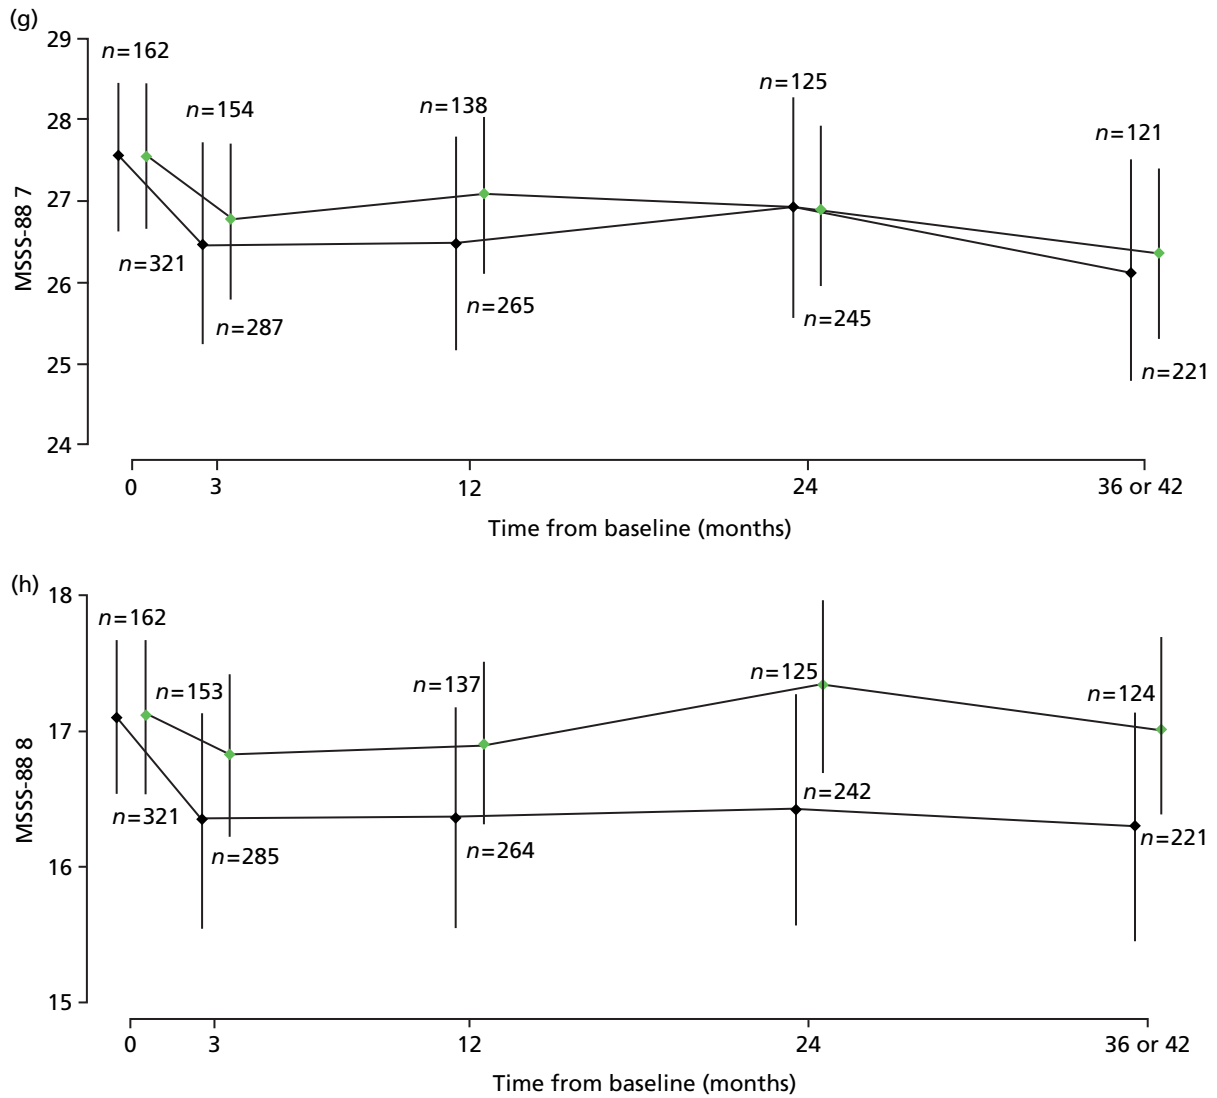 (g)
29
28
27
26
25
24
MSSS-88 7
n=162
n=154
n=138
n=125
n=121
n=321
n=287
n=265
n=245
n=221
0 3 12 24 36 or 42
Time from baseline (months)
(h)
18
17
16
15
MSSS-88 8
n=162
n=153
n=137
n=125
n=124
n=321
n=285
n=264
n=242
n=221
0 3 12 24 36 or 42
Time from baseline (months)